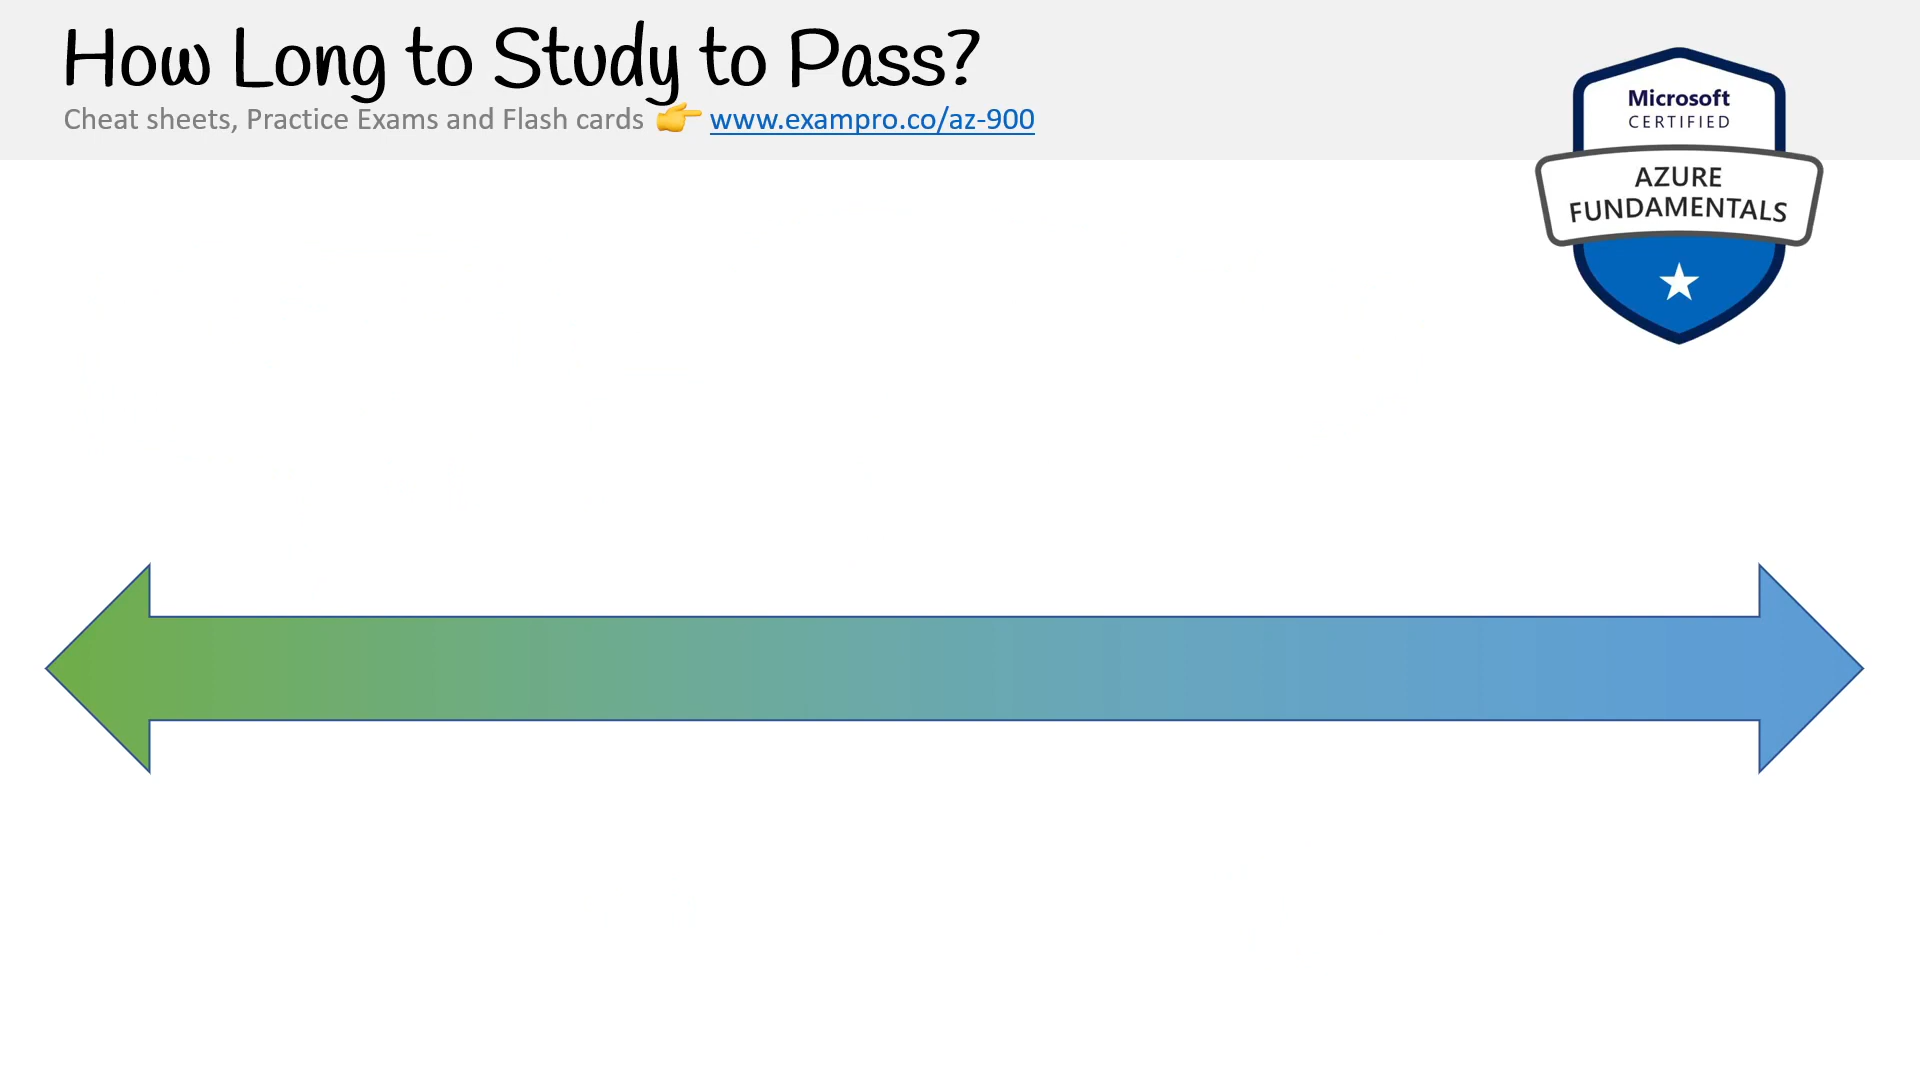 How Long to Study to Pass?
Cheat sheets, Practice Exams and Flash cards 👉 www.exampro.co/az-900
Microsoft
CERTIFIED
AZURE
FUNDAMENTALS